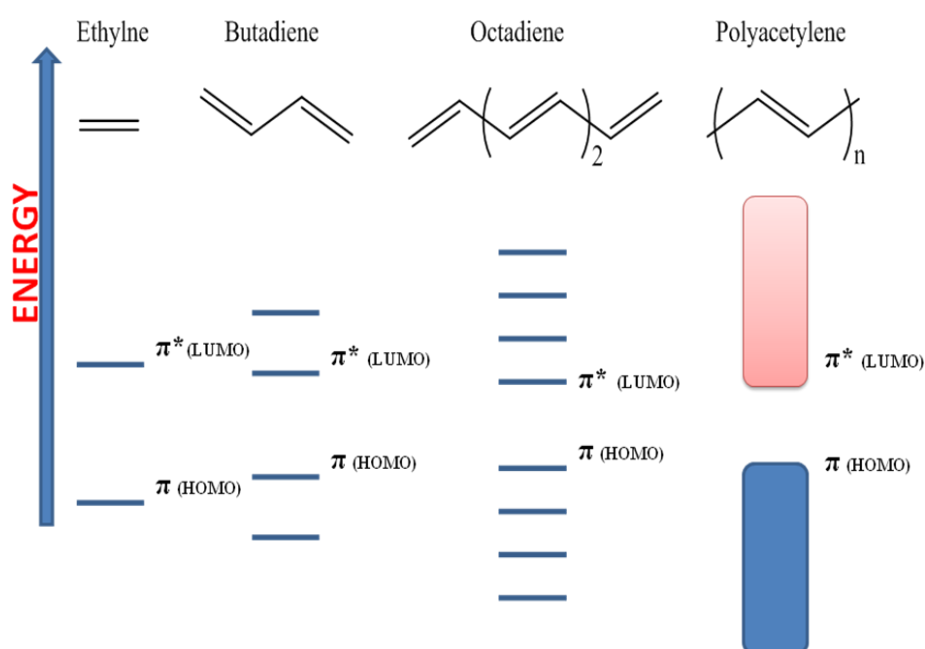 Ethylne
Butadiene
Octadiene
Polyacetylene
2
n
ENERGY
π* (LUMO)
π* (LUMO)
π* (LUMO)
π* (LUMO)
π (HOMO)
π (HOMO)
π (HOMO)
π (HOMO)